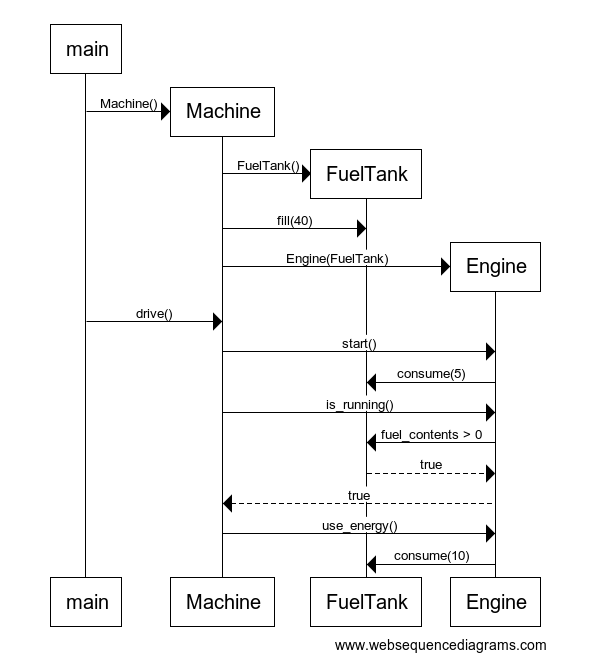 main
Machine()
Machine
FuelTank()
FuelTank
fill(40)
Engine(FuelTank)
Engine
drive()
start()
consume(5)
is_running()
fuel_contents > 0
true
true
use_energy()
consume(10)
main
Machine
FuelTank
Engine
www.websequencediagrams.com